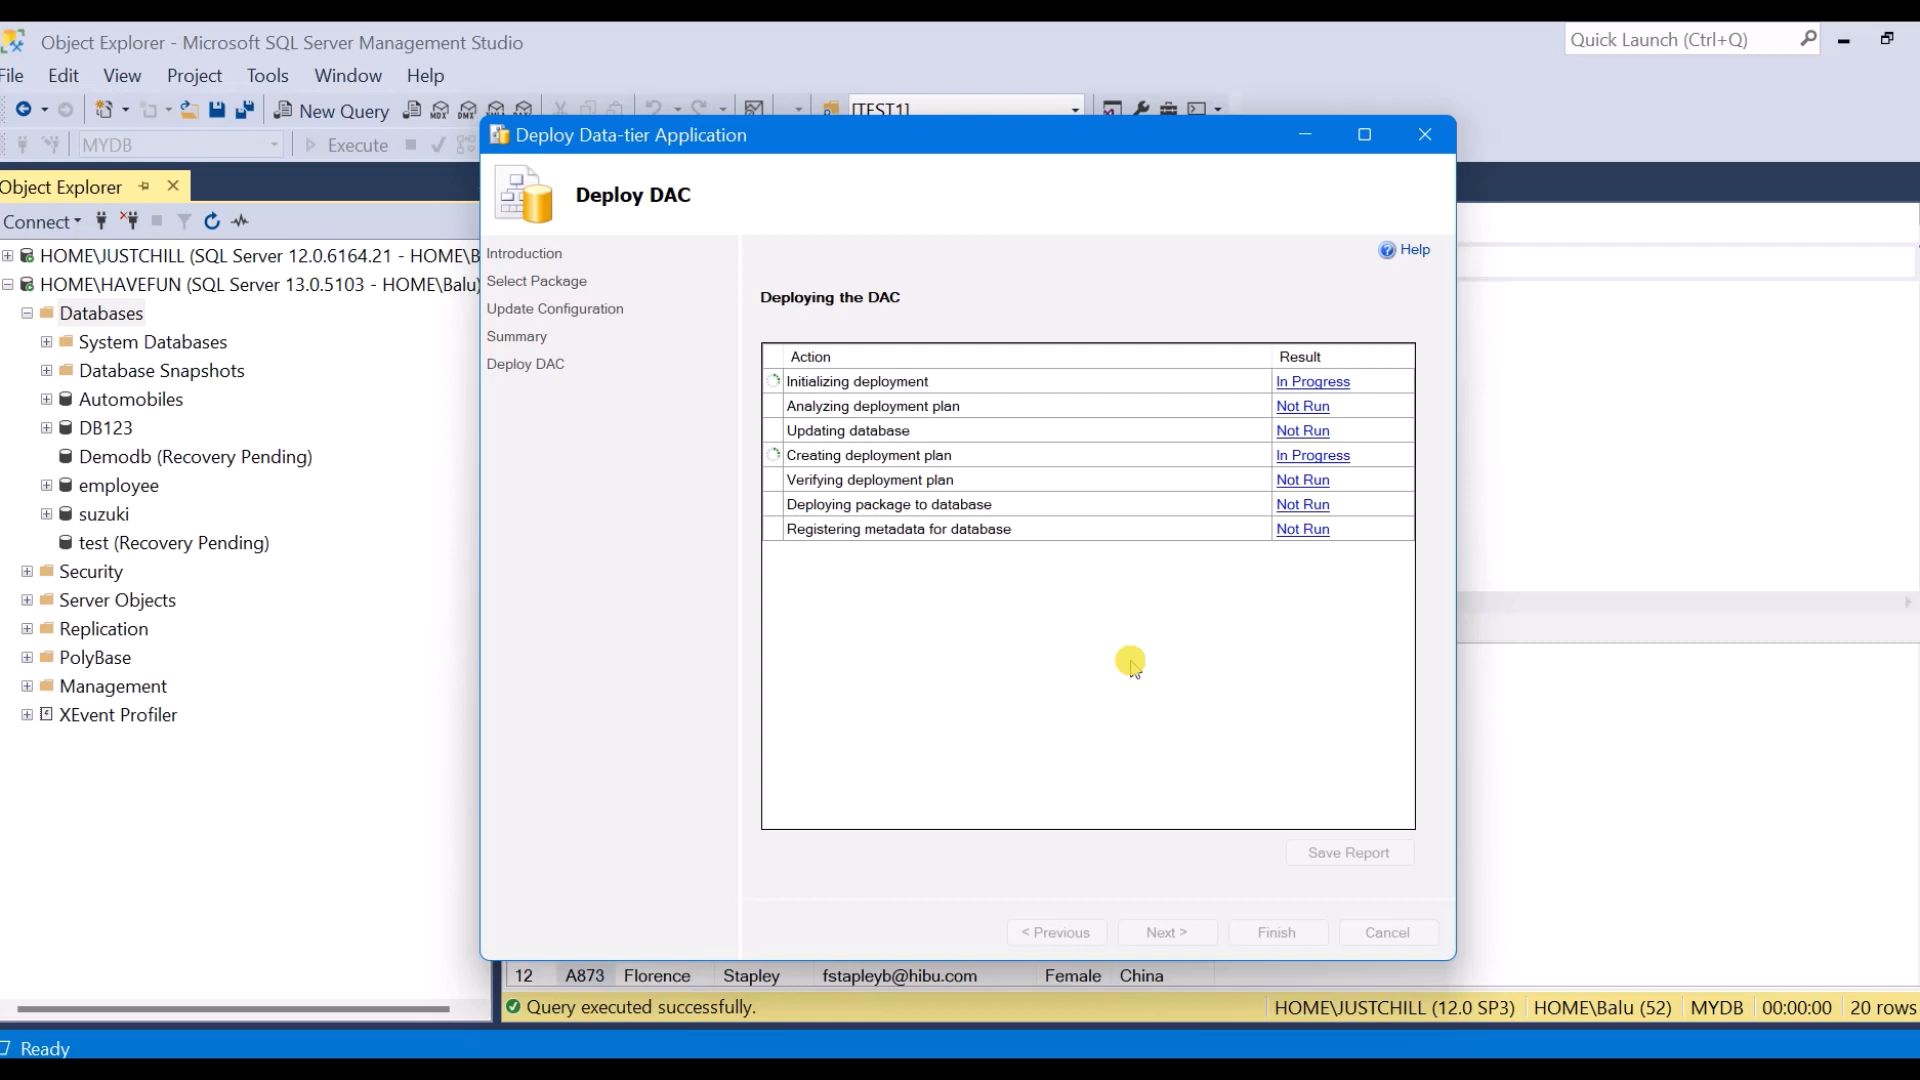 Object Explorer - Microsoft SQL Server Management Studio
Quick Launch (Ctrl+Q)
File Edit View Project Tools Window Help
New Query
[TEST1]
MYDB
Execute
Deploy Data-tier Application
Object Explorer
Deploy DAC
Connect
Introduction
Select Package
Update Configuration
Summary
Deploy DAC
Help
HOME\JUSTCHILL (SQL Server 12.0.6164.21 - HOME\B
HOME\HAVEFUN (SQL Server 13.0.5103 - HOME\Balu)
Databases
System Databases
Database Snapshots
Automobiles
DB123
Demodb (Recovery Pending)
employee
suzuki
test (Recovery Pending)
Security
Server Objects
Replication
PolyBase
Management
XEvent Profiler
Deploying the DAC
Action Result
Initializing deployment In Progress
Analyzing deployment plan Not Run
Updating database Not Run
Creating deployment plan In Progress
Verifying deployment plan Not Run
Deploying package to database Not Run
Registering metadata for database Not Run
Save Report
< Previous Next > Finish Cancel
12 A873 Florence Stapley fstapleyb@hibu.com Female China
Query executed successfully.
HOME\JUSTCHILL (12.0 SP3) HOME\Balu (52) MYDB 00:00:00 20 rows
Ready